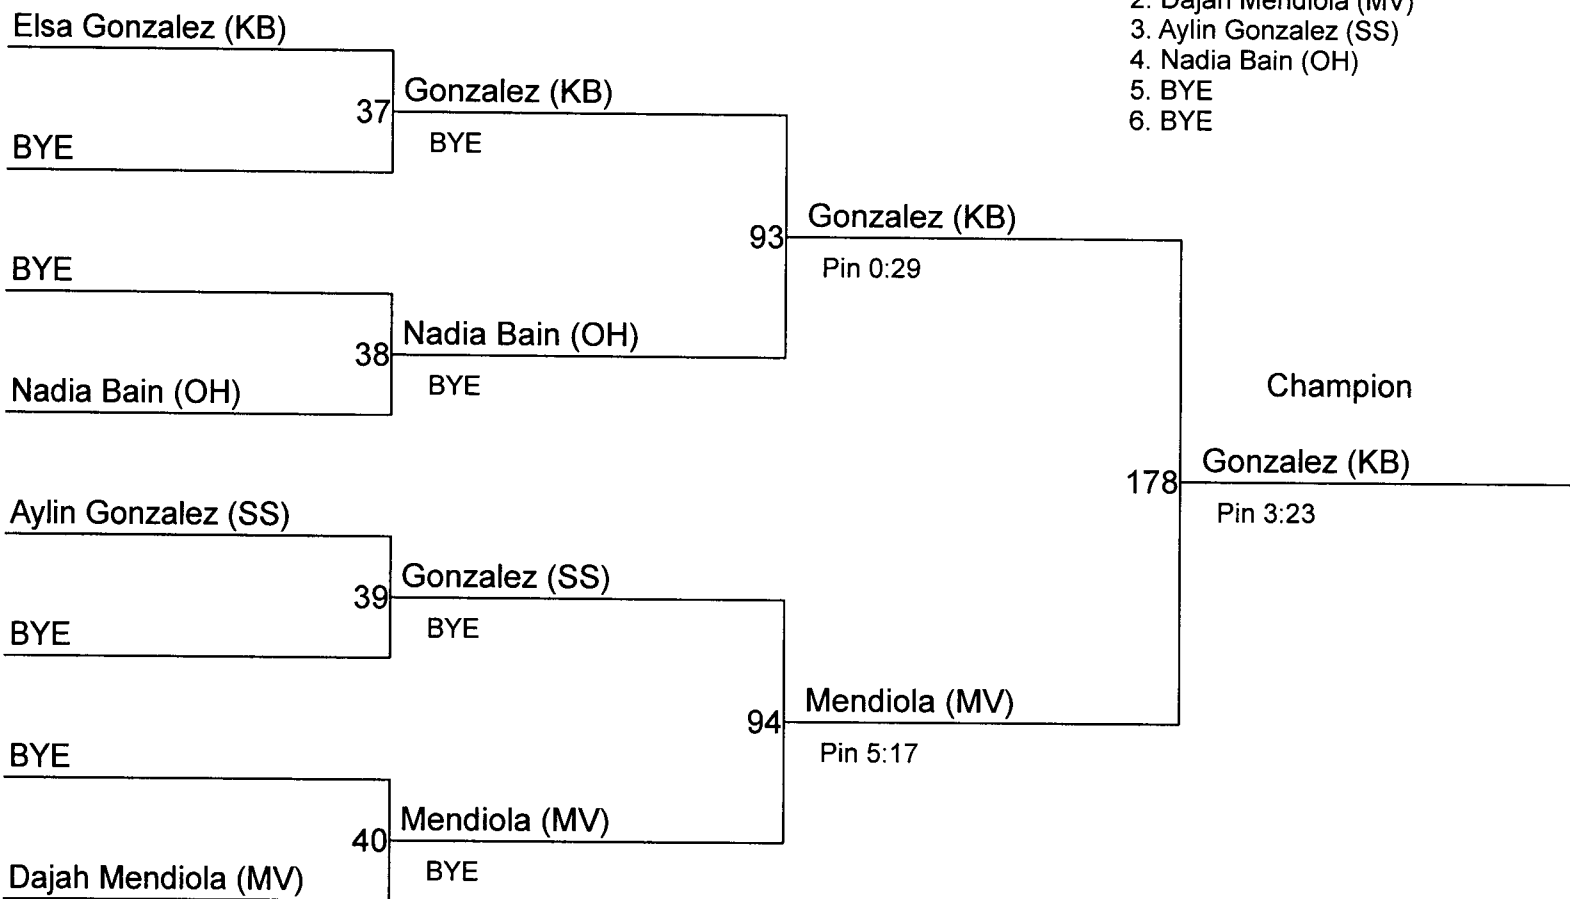 2. Dajah Mendiola (MV)
3. Aylin Gonzalez (SS)
4. Nadia Bain (OH)
5. BYE
6. BYE
Elsa Gonzalez (KB)
37
Gonzalez (KB)
BYE
BYE
93
Gonzalez (KB)
Pin 0:29
BYE
38
Nadia Bain (OH)
BYE
Nadia Bain (OH)
Champion
178
Gonzalez (KB)
Pin 3:23
Aylin Gonzalez (SS)
39
Gonzalez (SS)
BYE
BYE
94
Mendiola (MV)
Pin 5:17
BYE
40
Mendiola (MV)
BYE
Dajah Mendiola (MV)